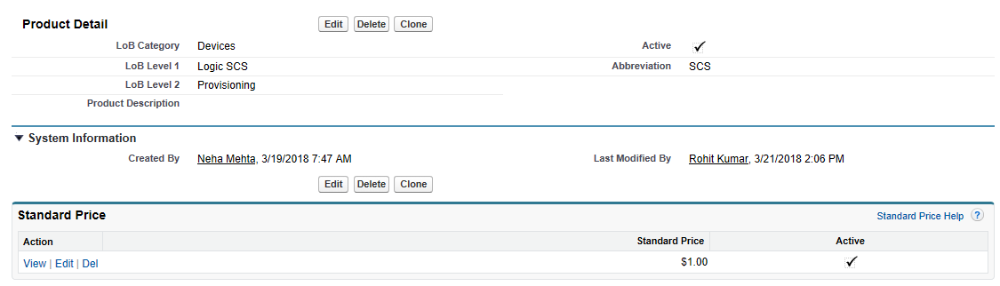 Product Detail Edit Delete Clone
LoB Category Devices Active ✓
LoB Level 1 Logic SCS Abbreviation SCS
LoB Level 2 Provisioning
Product Description
System Information
Created By Neha Mehta, 3/19/2018 7:47 AM Last Modified By Rohit Kumar, 3/21/2018 2:06 PM
Edit Delete Clone
Standard Price Standard Price Help ?
Action Standard Price Active
View | Edit | Del $1.00 ✓